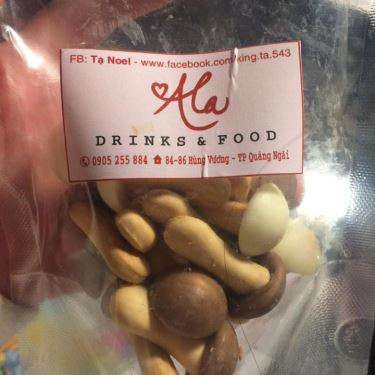 FB: Tạ Noel - www.facebook.com/king.ta.543
Ala
DRINKS & FOOD
0905 255 884 84-86 Hùng Vương - TP Quảng Ngãi